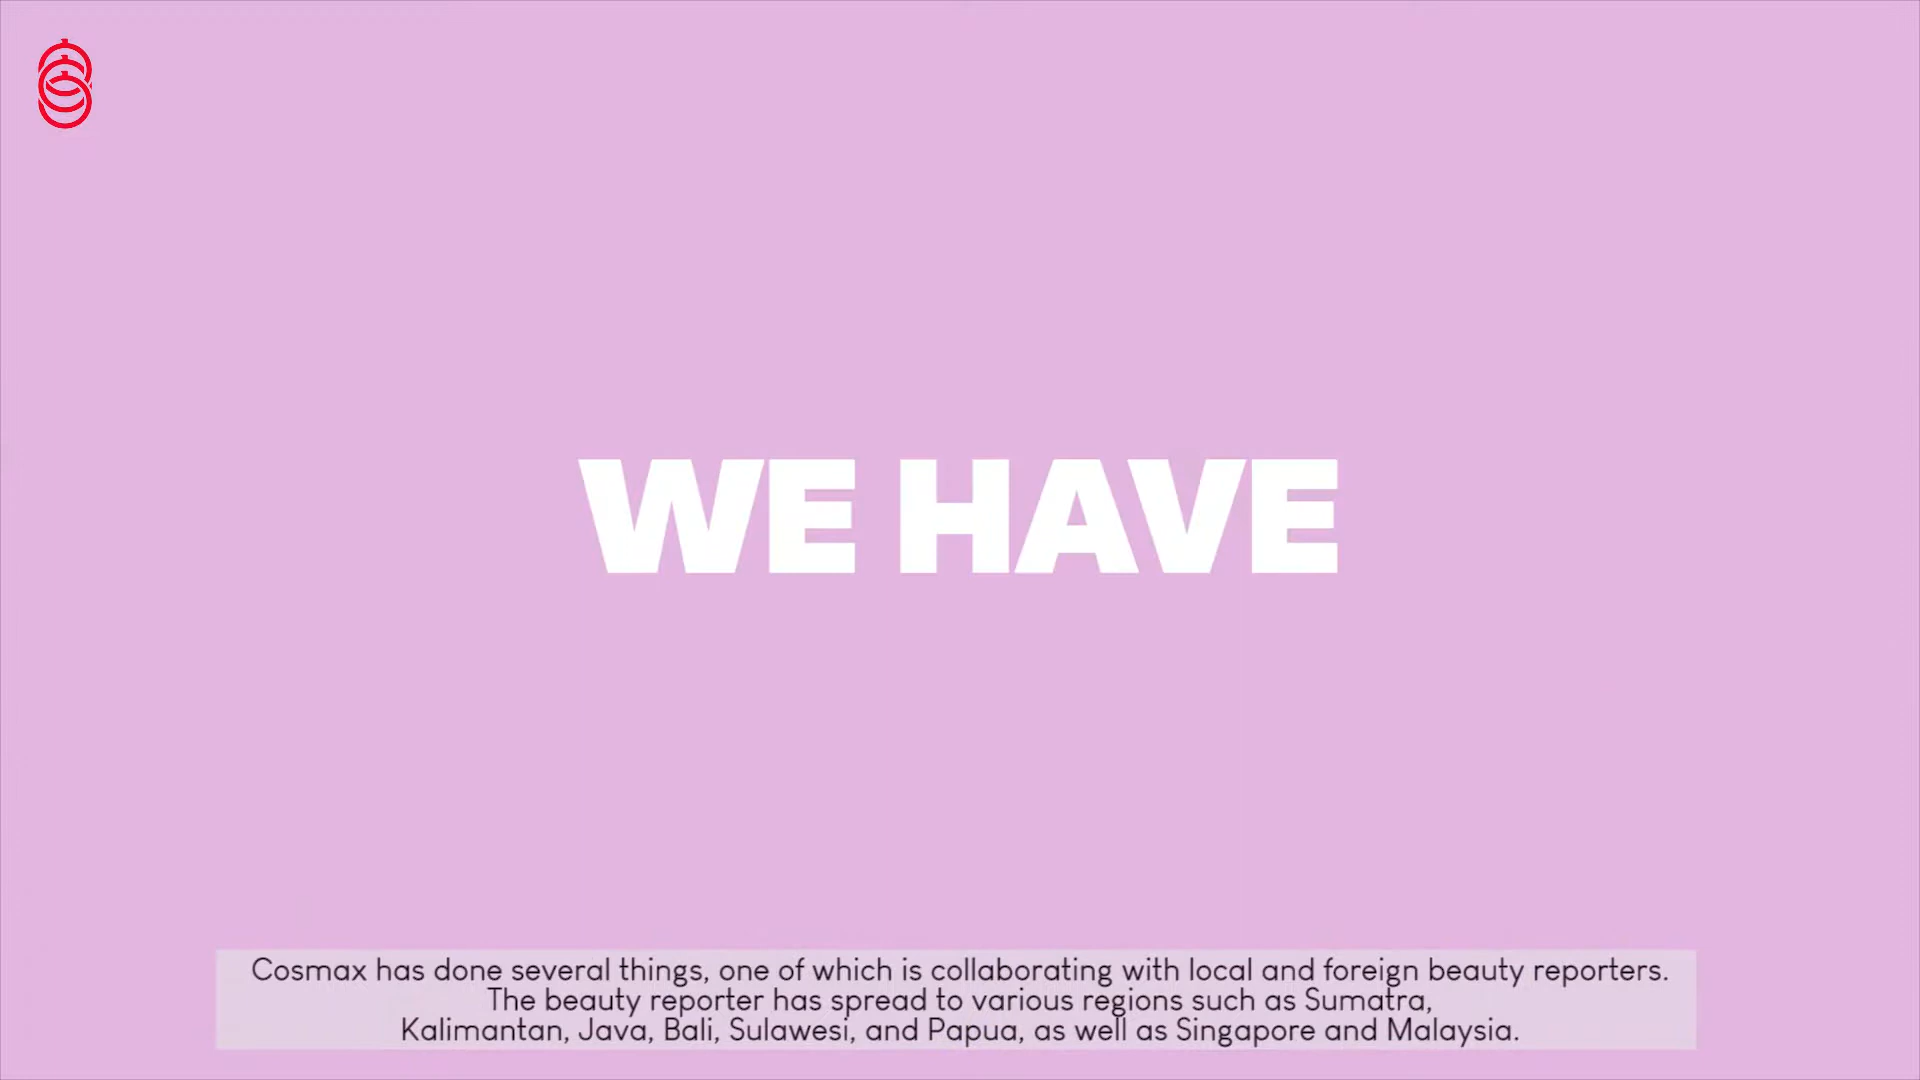 WE HAVE
Cosmax has done several things, one of which is collaborating with local and foreign beauty reporters.
The beauty reporter has spread to various regions such as Sumatra,
Kalimantan, Java, Bali, Sulawesi, and Papua, as well as Singapore and Malaysia.